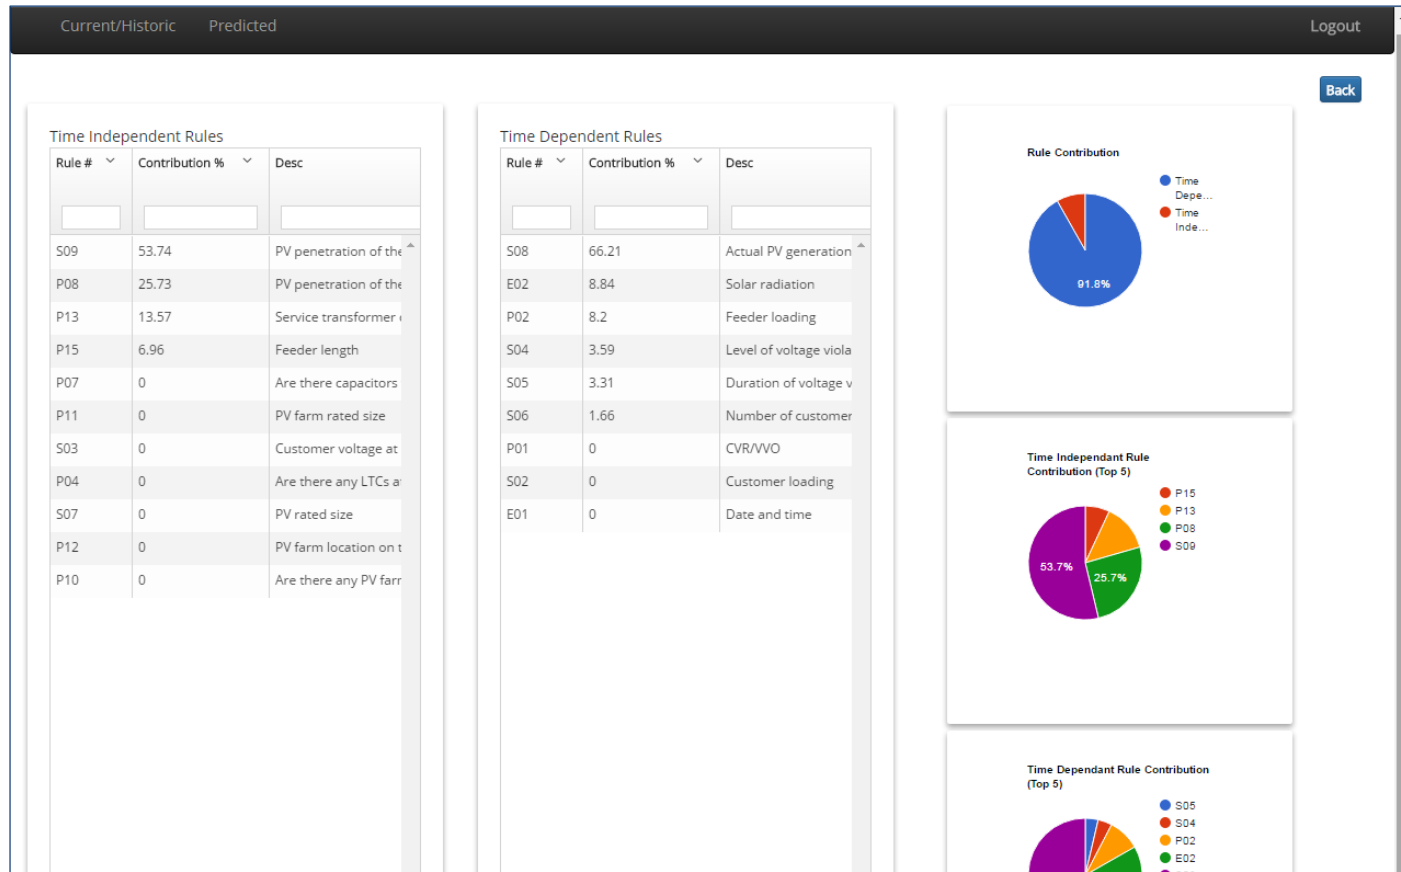 Current/Historic Predicted Logout
Back
Time Independent Rules
Rule # Contribution % Desc
S09 53.74 PV penetration of the
P08 25.73 PV penetration of the
P13 13.57 Service transformer
P15 6.96 Feeder length
P07 0 Are there capacitors
P11 0 PV farm rated size
S03 0 Customer voltage at
P04 0 Are there any LTCs
S07 0 PV rated size
P12 0 PV farm location on
P10 0 Are there any PV farr
Time Dependent Rules
Rule # Contribution % Desc
S08 66.21 Actual PV generation
E02 8.84 Solar radiation
P02 8.2 Feeder loading
S04 3.59 Level of voltage viola
S05 3.31 Duration of voltage v
S06 1.66 Number of customer
P01 0 CVR/VVO
S02 0 Customer loading
E01 0 Date and time
Rule Contribution
Time
Depe...
Time
Inde...
91.8%
Time Independant Rule
Contribution (Top 5)
P15
P13
P08
S09
53.7%
25.7%
Time Dependant Rule Contribution
(Top 5)
S05
S04
P02
E02